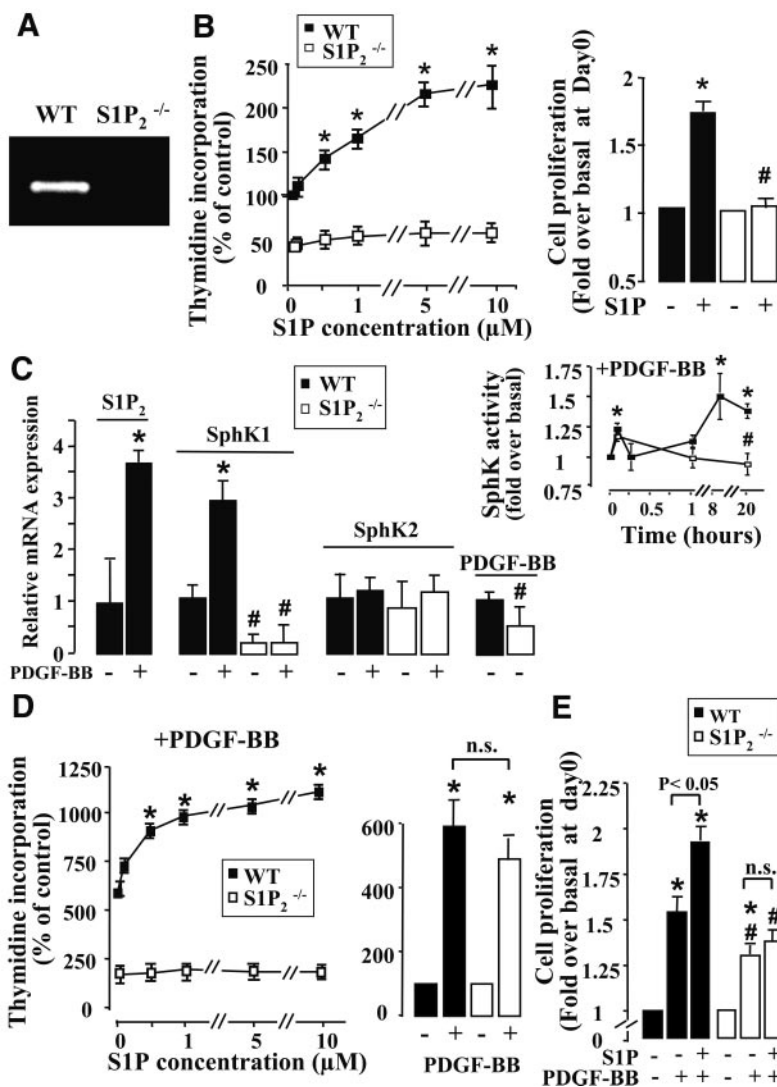 A
WT S1P2 -/-
B
WT
S1P2 -/-
Thymidine incorporation
(% of control)
250
200
150
100
50
0
0 1 5 10
S1P concentration (µM)
* * * *
Cell proliferation
(Fold over basal at Day0)
2
1.5
1
0.5
* #
S1P - + - +
C
WT
S1P2 -/-
Relative mRNA expression
5
4
3
2
1
0
S1P2
SphK1
SphK2
PDGF-BB
* * # # #
PDGF-BB - + - + - + - + - + - -
+PDGF-BB
SphK activity
(fold over basal)
1.75
1.5
1.25
1
0.75
* * * #
0 0.5 1 8 20
Time (hours)
D
+PDGF-BB
WT
S1P2 -/-
Thymidine incorporation
(% of control)
1250
1000
750
500
250
0
* * * *
0 1 5 10
S1P concentration (µM)
600
400
200
0
n.s.
* *
- + - +
PDGF-BB
E
WT
S1P2 -/-
Cell proliferation
(Fold over basal at day0)
2
1.75
1.5
1.25
1
0
P< 0.05
n.s.
* * * # #
S1P - - + - - +
PDGF-BB - + + - + +